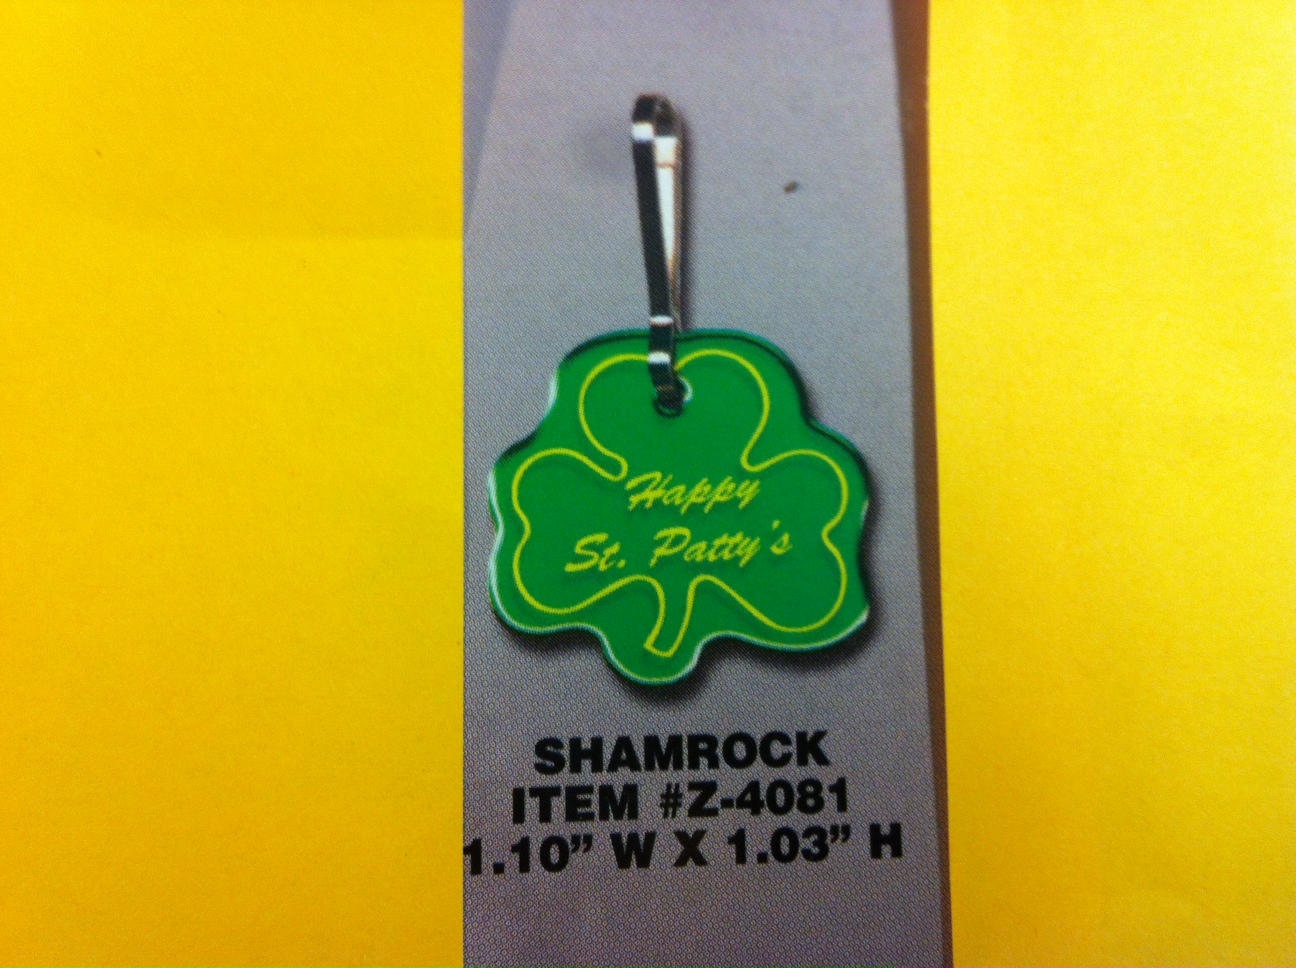 Happy
St. Patty's
SHAMROCK
ITEM #Z-4081
1.10” W X 1.03” H